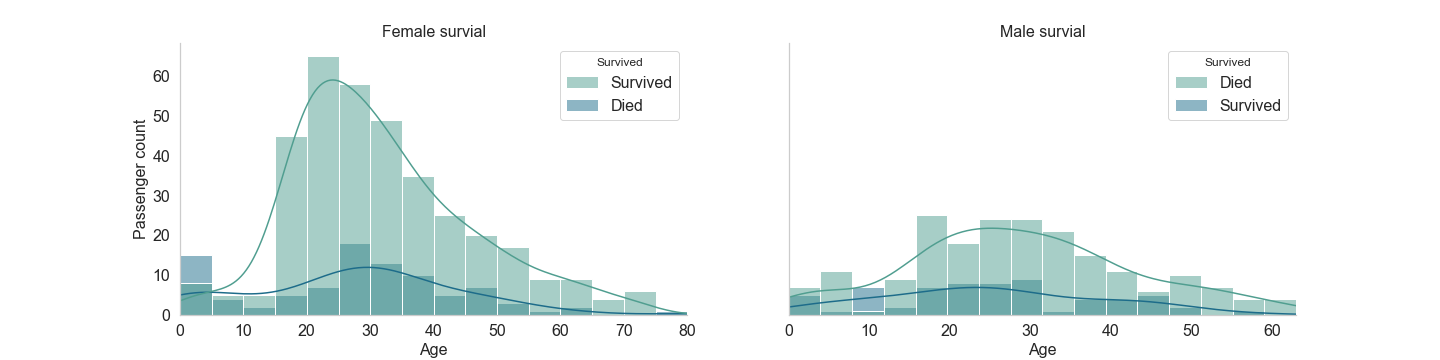 Female survial
Survived
Survived
Died
Passenger count
60
50
40
30
20
10
0
0 10 20 30 40 50 60 70 80
Age
Male survial
Survived
Died
Survived
0 10 20 30 40 50 60
Age